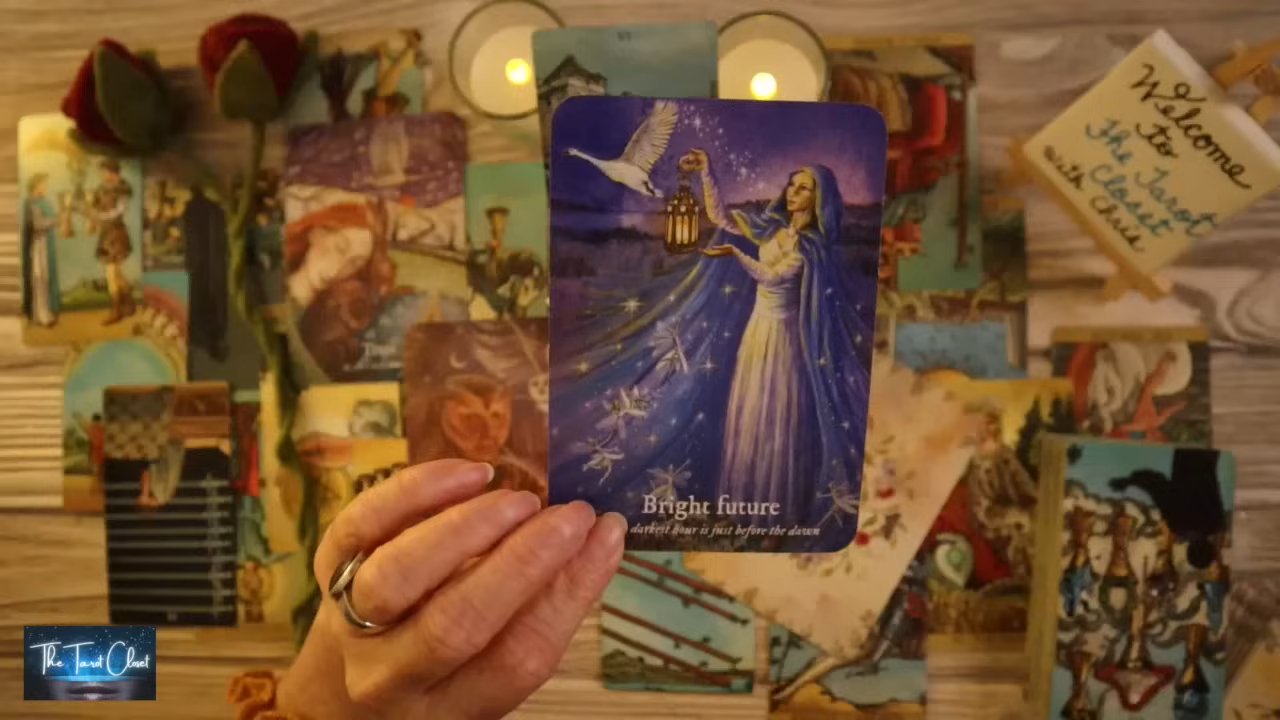 Welcome
to
The Tarot
Closet
with Chris
Bright future
darkest hour is just before the dawn
The Tarot Closet